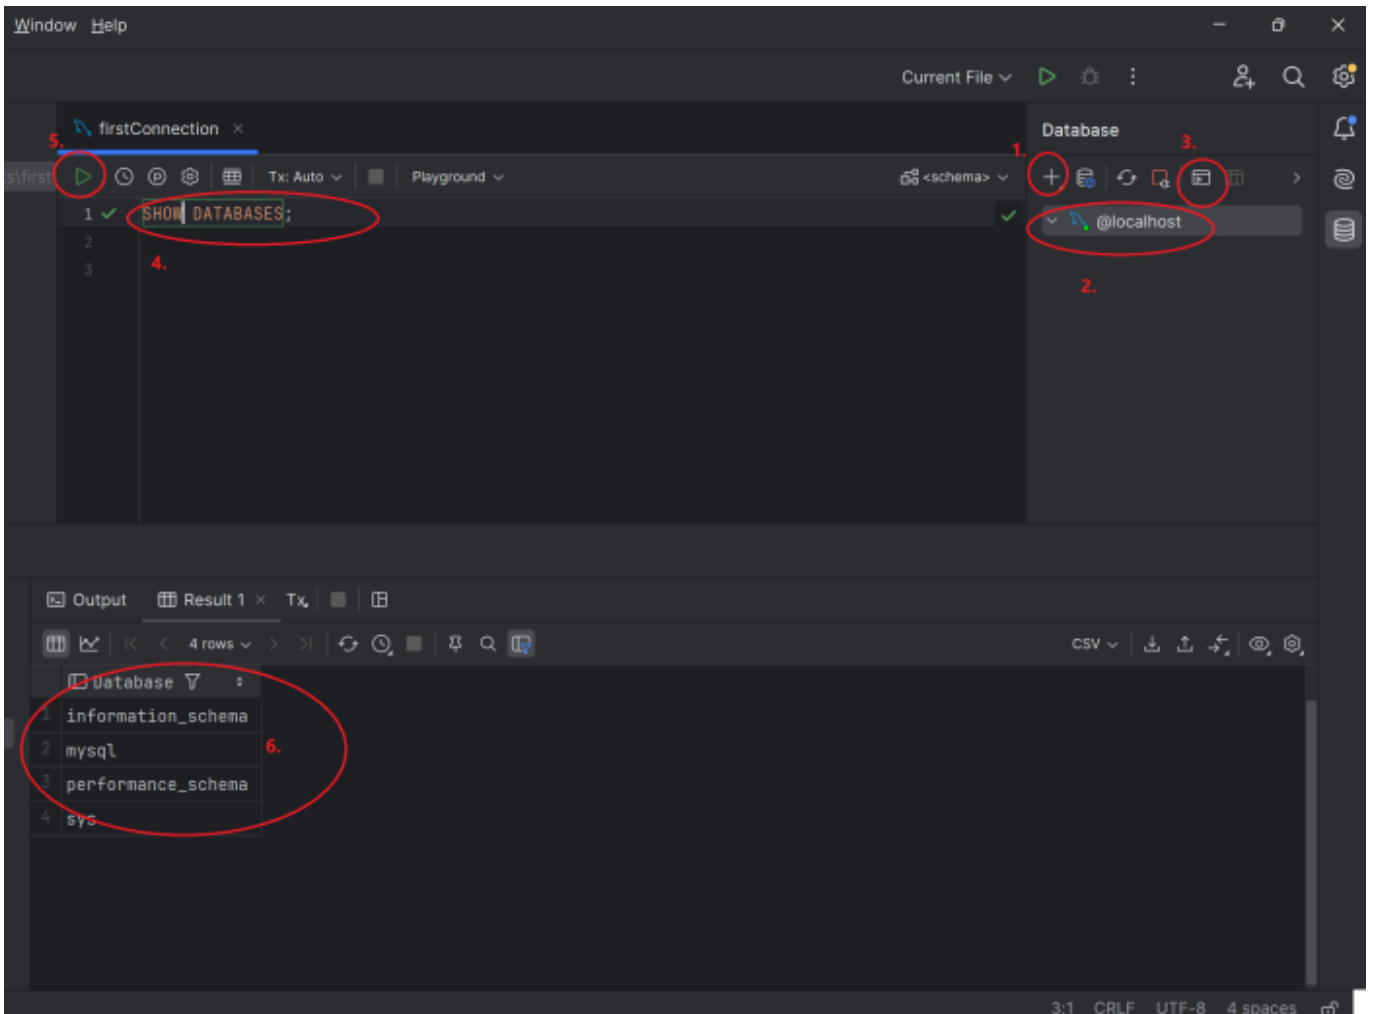 Window Help
Current File
5. firstConnection
Database
1.
3.
s\first
Tx: Auto
Playground
<schema>
1 SHOW DATABASES;
@localhost
2
3
4.
2.
Output Result 1 Tx
4 rows
CSV
Database
1 information_schema
2 mysql
6.
3 performance_schema
4 sys
3:1 CRLF UTF-8 4 spaces